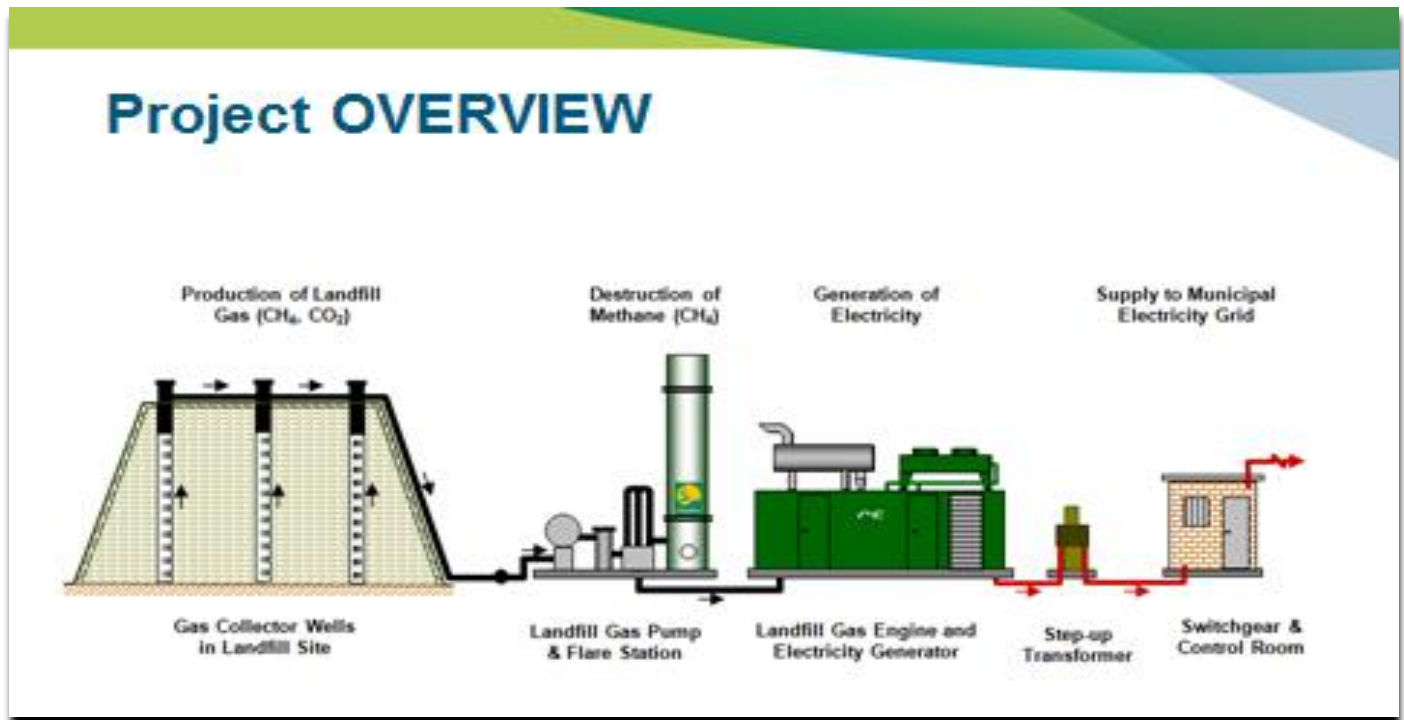 Project OVERVIEW
Production of Landfill
Gas (CH₄, CO₂)
Destruction of
Methane (CH₄)
Generation of
Electricity
Supply to Municipal
Electricity Grid
Gas Collector Wells
in Landfill Site
Landfill Gas Pump
& Flare Station
Landfill Gas Engine and
Electricity Generator
Step-up
Transformer
Switchgear &
Control Room